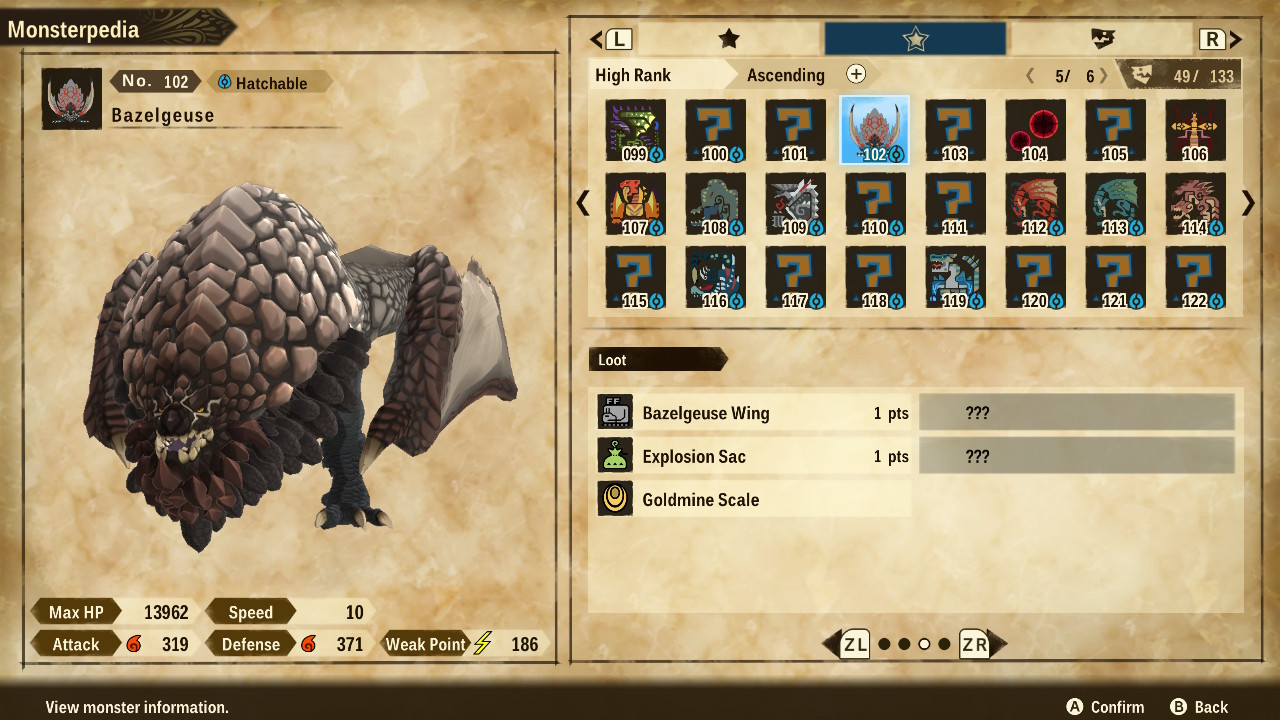 Monsterpedia
No. 102
Hatchable
Bazelgeuse
Max HP 13962
Speed 10
Attack 319
Defense 371
Weak Point 186
L
R
High Rank
Ascending
5/ 6
49/ 133
099 ? 100 ? 101 102 ? 103 104 ? 105 106
107 108 109 ? 110 ? 111 112 113 114
? 115 116 ? 117 ? 118 119 ? 120 ? 121 ? 122
Loot
FF
Bazelgeuse Wing 1 pts ???
Explosion Sac 1 pts ???
Goldmine Scale
ZL ZR
View monster information.
A Confirm B Back